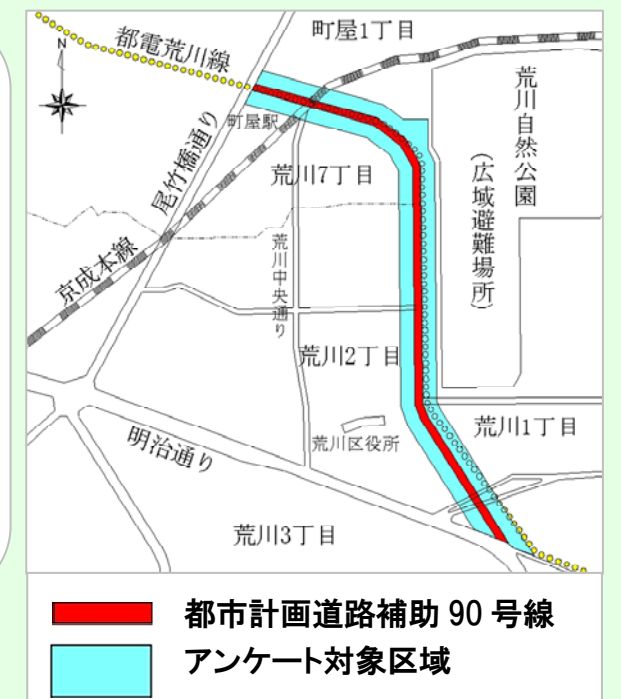 町屋1丁目
都電荒川線
N
荒川自然公園
(広域避難場所)
町屋駅
尾竹橋通り
荒川7丁目
京成本線
荒川中央通り
荒川2丁目
荒川1丁目
荒川区役所
明治通り
荒川3丁目
都市計画道路補助 90 号線
アンケート対象区域